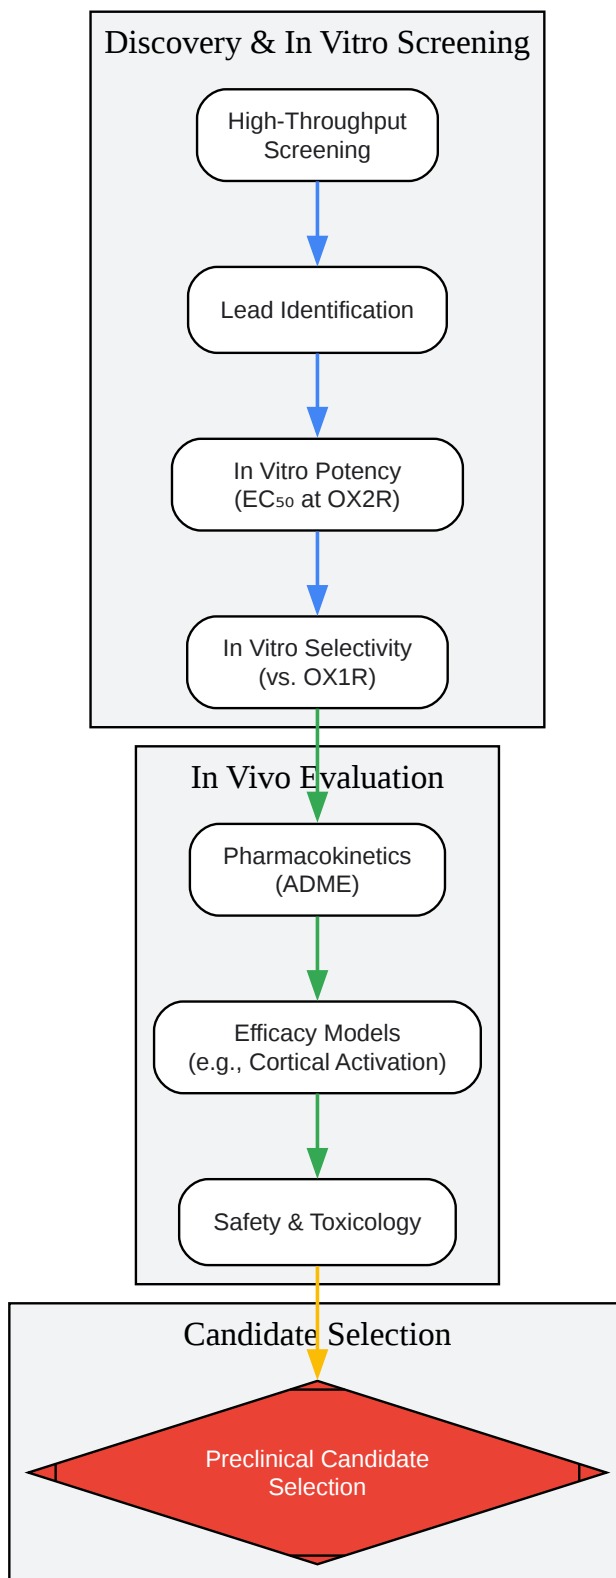 Discovery & In Vitro Screening
High-Throughput
Screening
Lead Identification
In Vitro Potency
(EC₅₀ at OX2R)
In Vitro Selectivity
(vs. OX1R)
In Vivo Evaluation
Pharmacokinetics
(ADME)
Efficacy Models
(e.g., Cortical Activation)
Safety & Toxicology
Candidate Selection
Preclinical Candidate
Selection